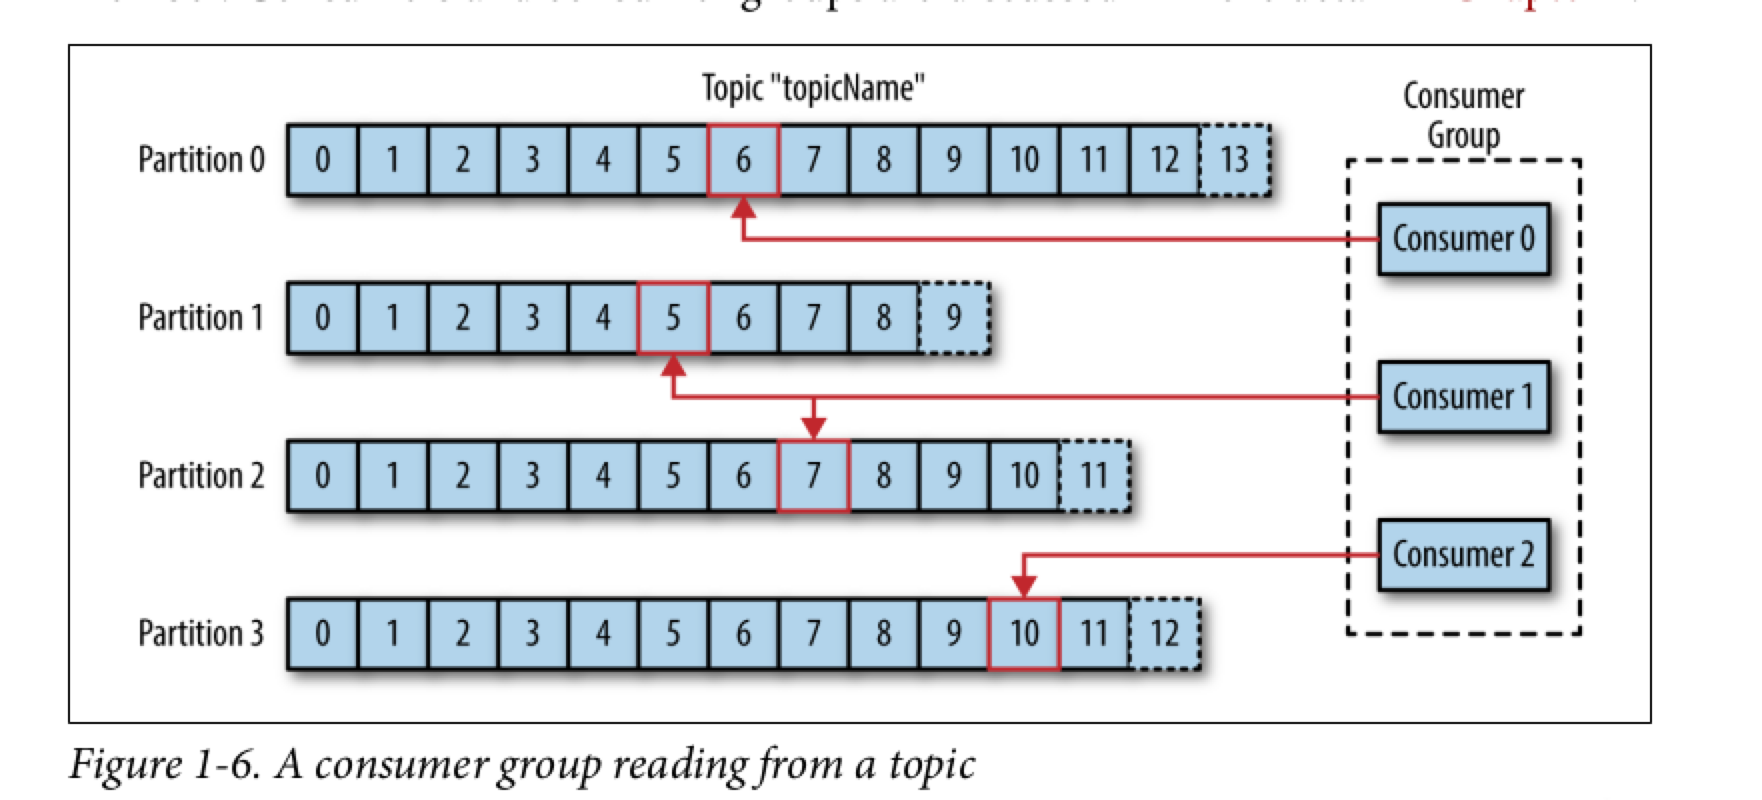 Topic "topicName"
Consumer
Group
Partition 0 0 1 2 3 4 5 6 7 8 9 10 11 12 13
Consumer 0
Partition 1 0 1 2 3 4 5 6 7 8 9
Consumer 1
Partition 2 0 1 2 3 4 5 6 7 8 9 10 11
Consumer 2
Partition 3 0 1 2 3 4 5 6 7 8 9 10 11 12
Figure 1-6. A consumer group reading from a topic